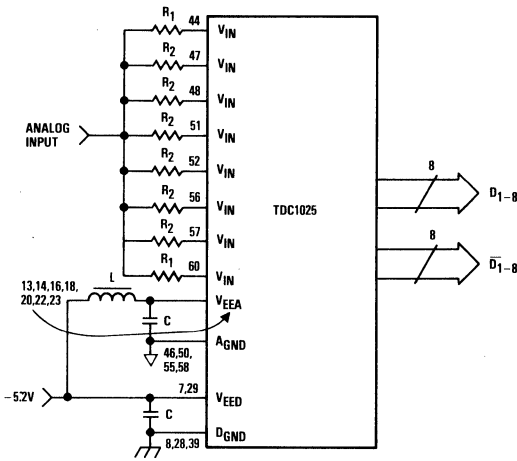 R1 44 VIN
R2 47 VIN
R2 48 VIN
R2 51 VIN
ANALOG
INPUT
R2 52 VIN
R2 56 VIN
R2 57 VIN
R1 60 VIN
TDC1025
8
D1–8
8
D̅1–8
13,14,16,18,
20,22,23
L
VEEA
C
AGND
46,50,
55,58
–5.2V
7,29
VEED
C
DGND
8,28,39